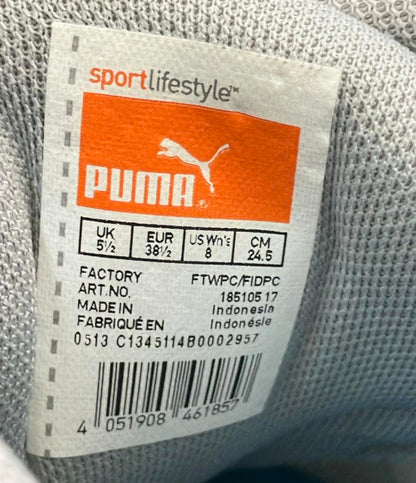 sportlifestyle™
PUMA®
UK EUR US Wn's CM
5½ 38½ 8 24.5
FACTORY FTWPC/FIDPC
ART.NO. 185105 17
MADE IN Indonesia
FABRIQUÉ EN Indonésie
0513 C1345114B0002957
4 051908 461857